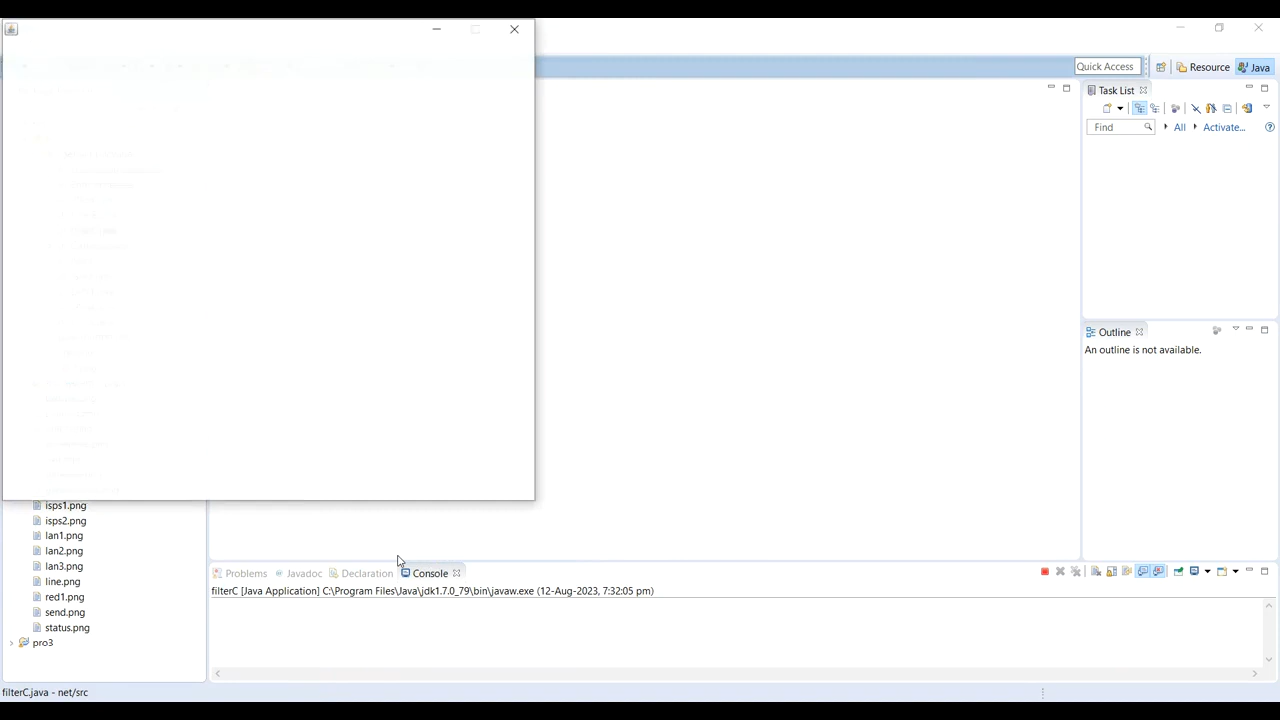 Quick Access
Resource
Java
Task List
Find
All
Activate...
Outline
An outline is not available.
isps1.png
isps2.png
lan1.png
lan2.png
lan3.png
line.png
red1.png
send.png
status.png
pro3
Problems
Javadoc
Declaration
Console
filterC [Java Application] C:\Program Files\Java\jdk1.7.0_79\bin\javaw.exe (12-Aug-2023, 7:32:05 pm)
filterC.java - net/src